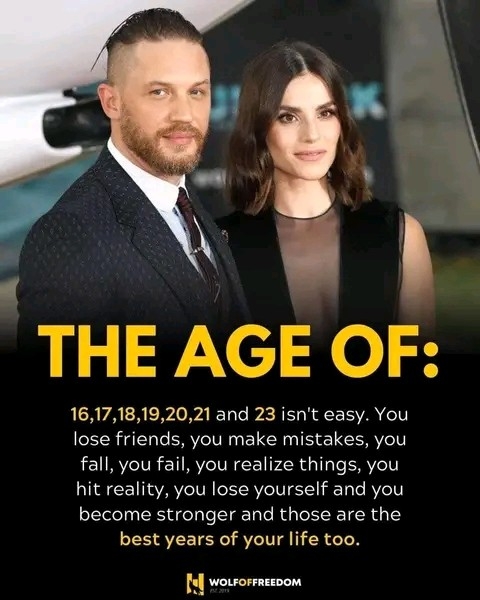 THE AGE OF:
16,17,18,19,20,21 and 23 isn't easy. You
lose friends, you make mistakes, you
fall, you fail, you realize things, you
hit reality, you lose yourself and you
become stronger and those are the
best years of your life too.
WOLFOFFREEDOM
EST. 2019